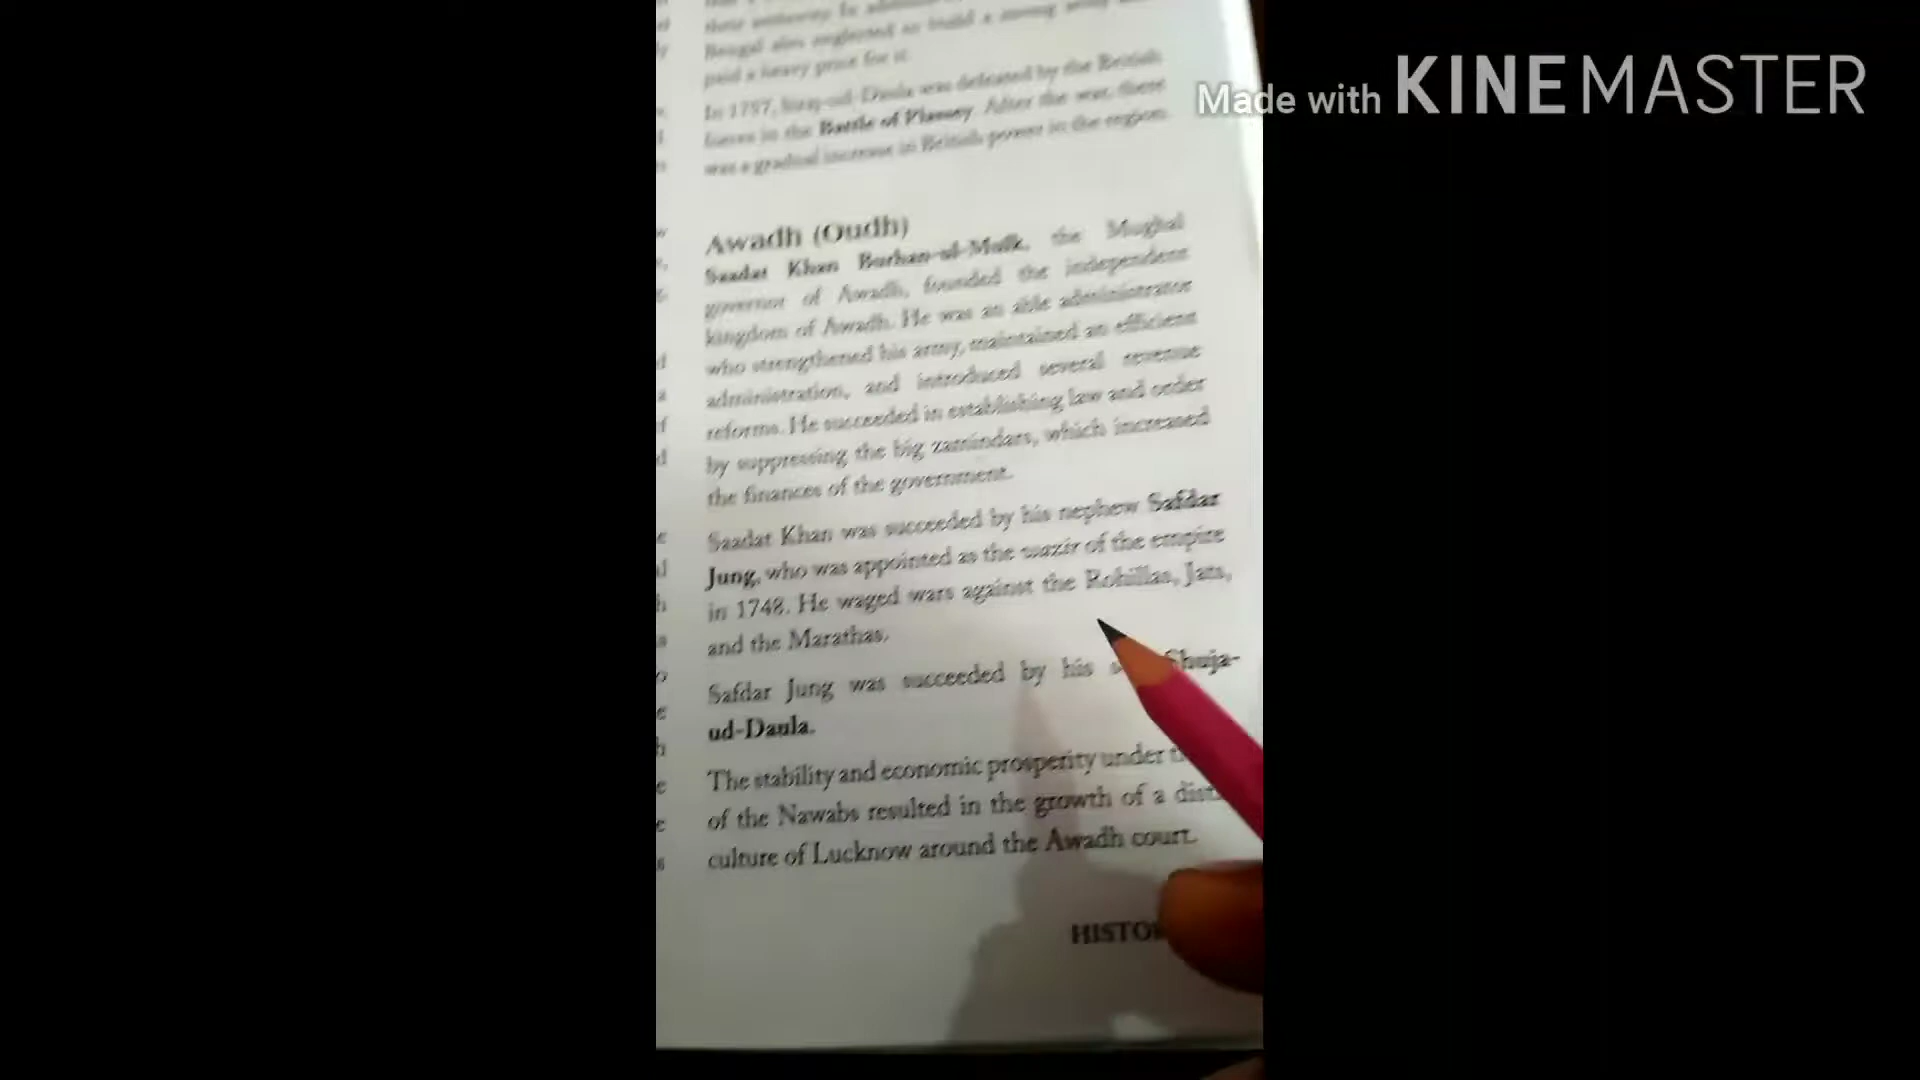 Made with KINEMASTER
Bengal also neglected to build a strong army
paid a heavy price for it.
In 1757, Siraj-ud-Daula was defeated by the British
forces in the Battle of Plassey. After the war, there
was a gradual increase in British power in the region.
Awadh (Oudh)
Saadat Khan Burhan-ul-Mulk, the Mughal
governor of Awadh, founded the independent
kingdom of Awadh. He was an able administrator
who strengthened his army, maintained an efficient
administration, and introduced several revenue
reforms. He succeeded in establishing law and order
by suppressing the big zamindars, which increased
the finances of the government.
Saadat Khan was succeeded by his nephew Safdar
Jung, who was appointed as the wazir of the empire
in 1748. He waged wars against the Rohillas, Jats,
and the Marathas.
Safdar Jung was succeeded by his Shuja-
ud-Daula.
The stability and economic prosperity under
of the Nawabs resulted in the growth of a
culture of Lucknow around the Awadh court.